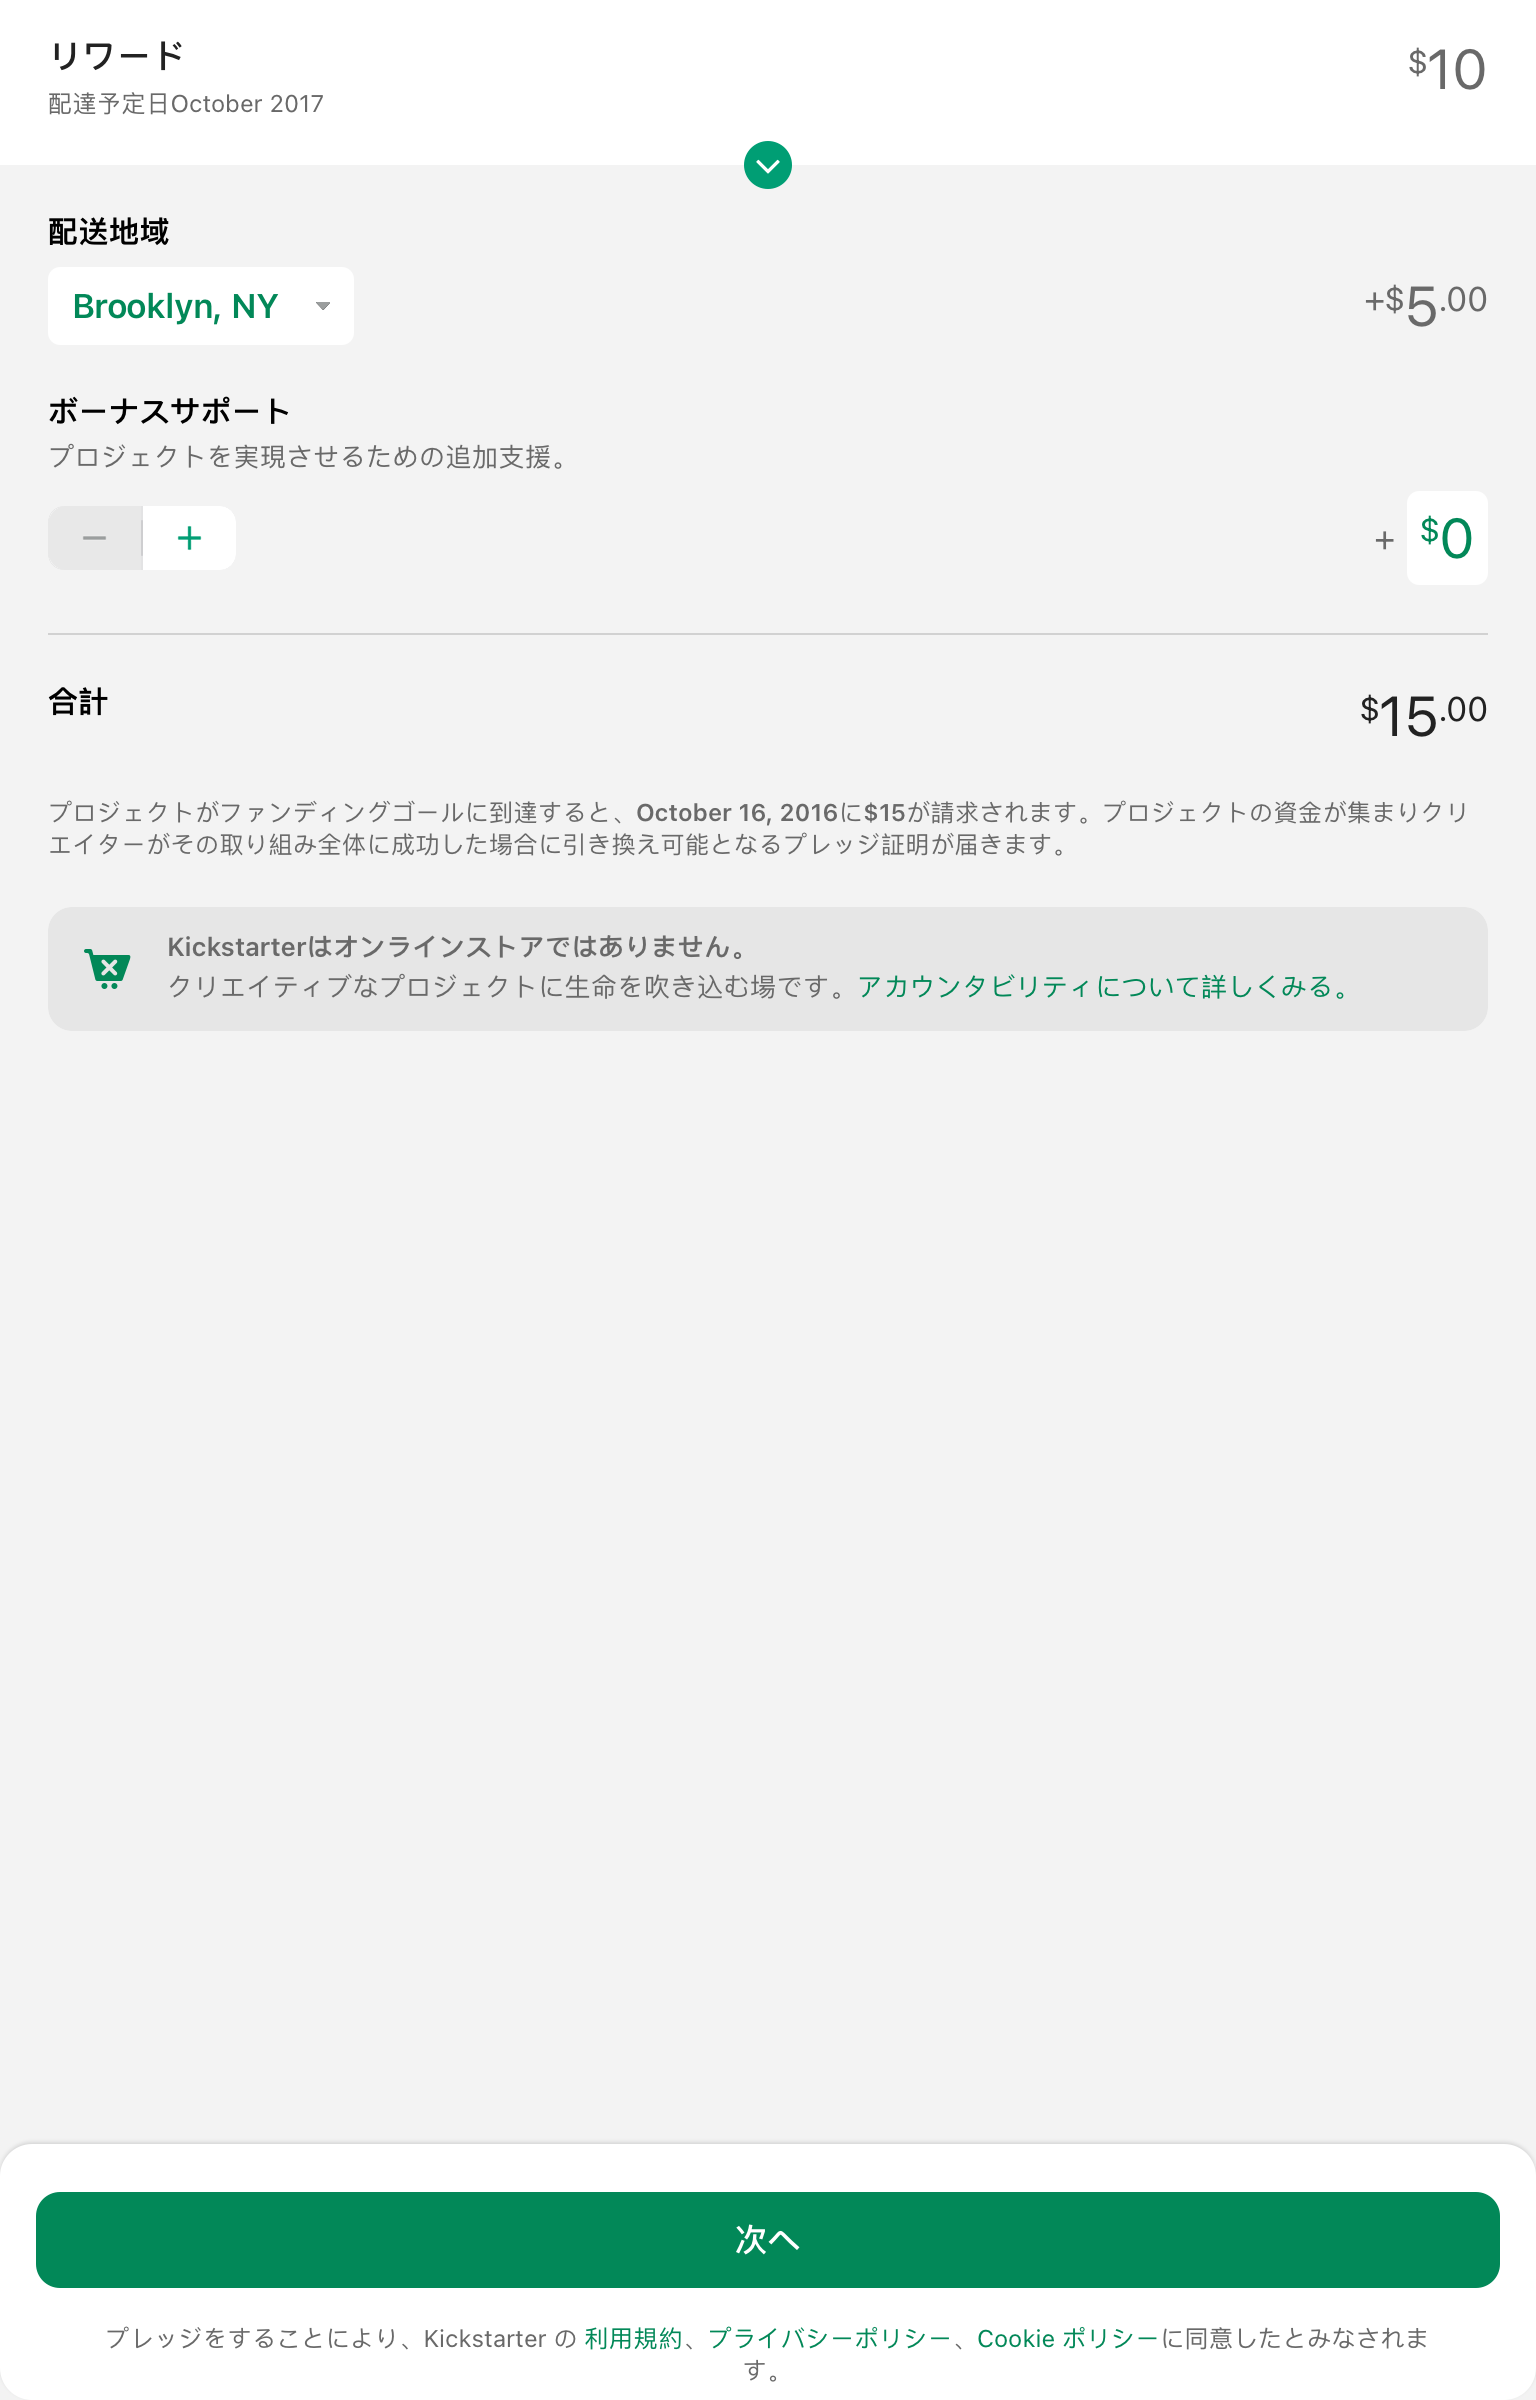 リワード
$10
配達予定日October 2017
配送地域
Brooklyn, NY
+$5.00
ボーナスサポート
プロジェクトを実現させるための追加支援。
+ $0
合計
$15.00
プロジェクトがファンディングゴールに到達すると、October 16, 2016に$15が請求されます。プロジェクトの資金が集まりクリ
エイターがその取り組み全体に成功した場合に引き換え可能となるプレッジ証明が届きます。
Kickstarterはオンラインストアではありません。
クリエイティブなプロジェクトに生命を吹き込む場です。アカウンタビリティについて詳しくみる。
次へ
プレッジをすることにより、Kickstarter の 利用規約、プライバシーポリシー、Cookie ポリシーに同意したとみなされま
す。